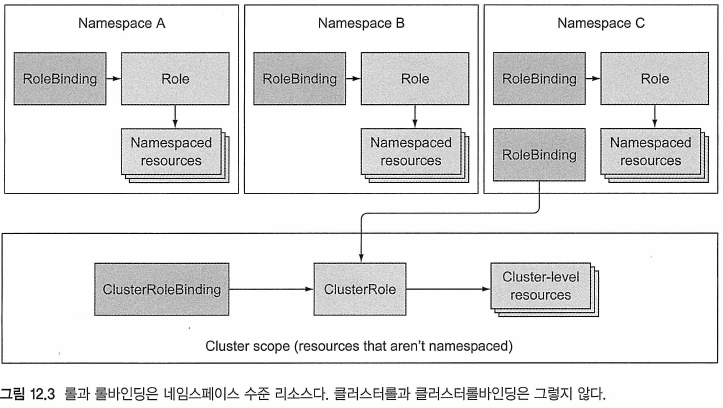 Namespace A
RoleBinding
Role
Namespaced
resources
Namespace B
RoleBinding
Role
Namespaced
resources
Namespace C
RoleBinding
Role
RoleBinding
Namespaced
resources
ClusterRoleBinding
ClusterRole
Cluster-level
resources
Cluster scope (resources that aren't namespaced)
그림 12.3 롤과 롤바인딩은 네임스페이스 수준 리소스다. 클러스터롤과 클러스터롤바인딩은 그렇지 않다.